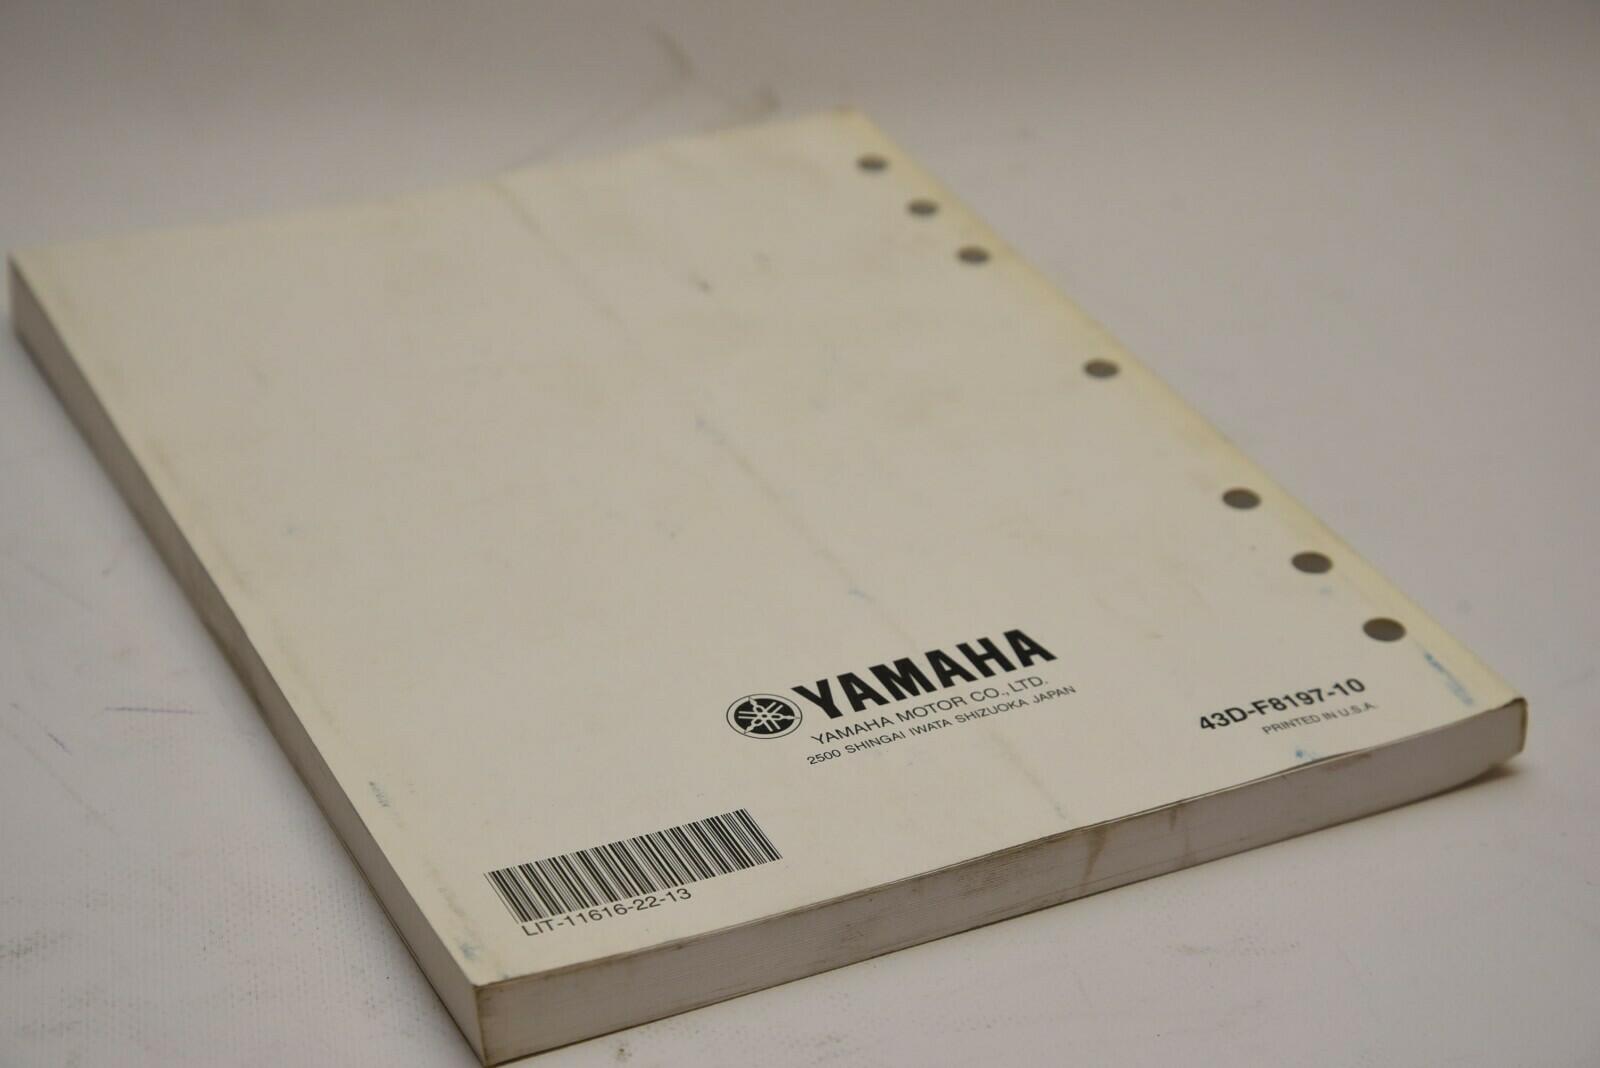 YAMAHA
YAMAHA MOTOR CO., LTD.
2500 SHINGAI IWATA SHIZUOKA JAPAN
43D-F8197-10
PRINTED IN U.S.A.
LIT-11616-22-13